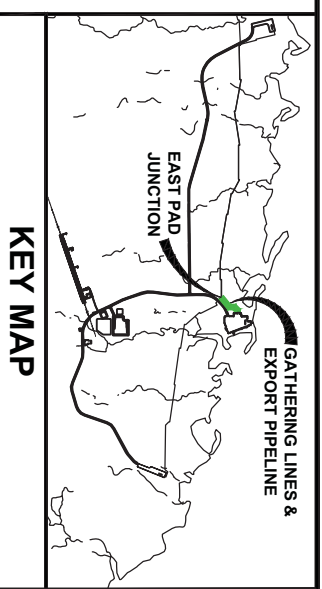 GATHERING LINES &
EXPORT PIPELINE
EAST PAD
JUNCTION
KEY MAP